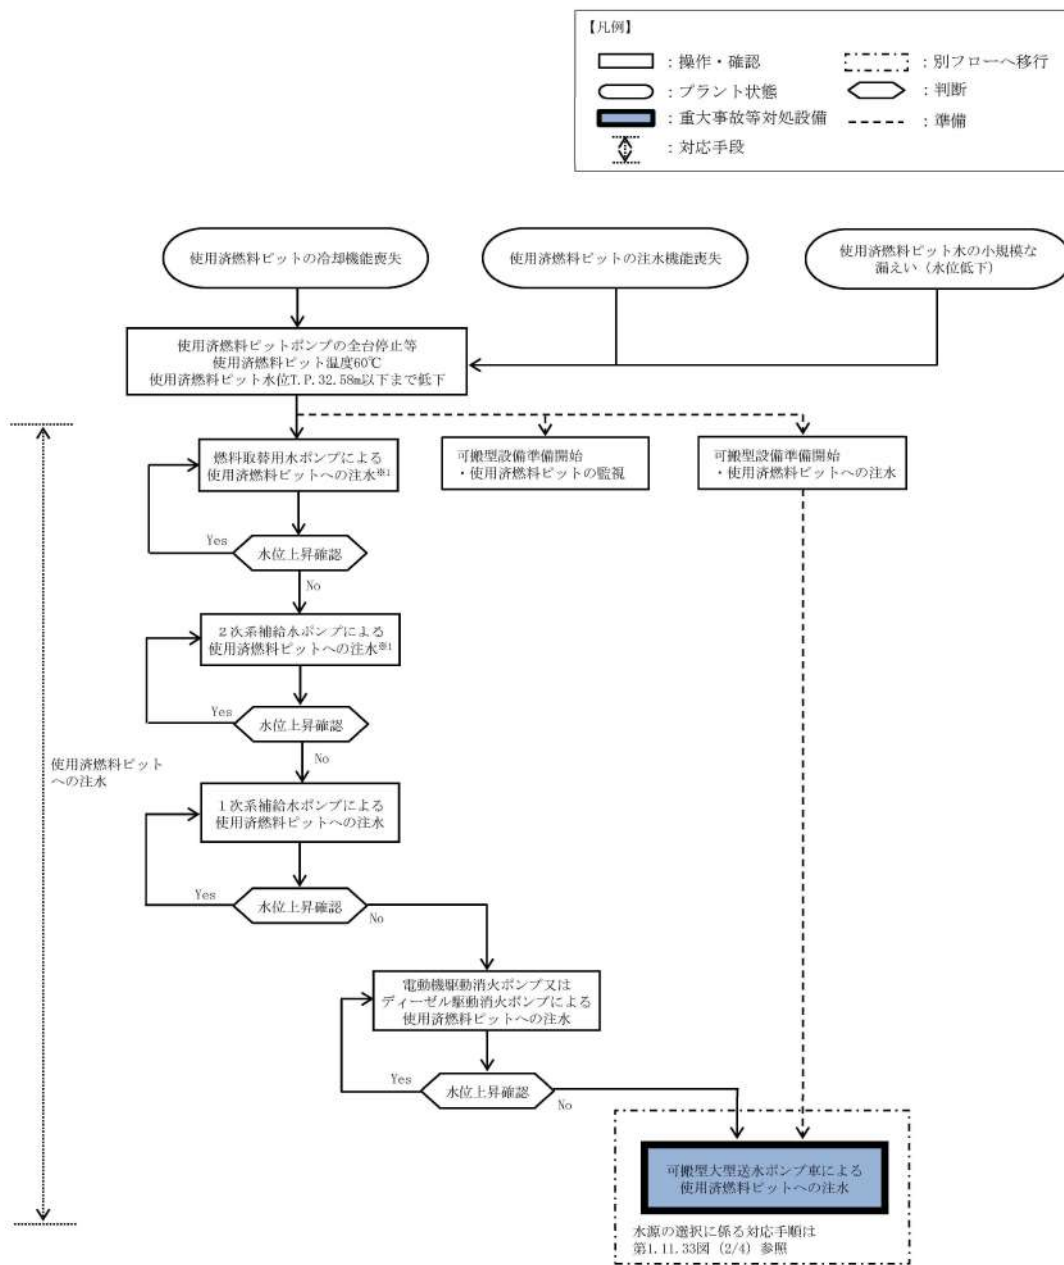 【凡例】
：操作・確認
：別フローへ移行
：プラント状態
：判断
：重大事故等対処設備
：準備
：対応手段
使用済燃料ピットの冷却機能喪失
使用済燃料ピットの注水機能喪失
使用済燃料ピット水の小規模な
漏えい（水位低下）
使用済燃料ピットポンプの全台停止等
使用済燃料ピット温度60℃
使用済燃料ピット水位T.P.32.58m以下まで低下
燃料取替用水ポンプによる
使用済燃料ピットへの注水※1
可搬型設備準備開始
・使用済燃料ピットの監視
可搬型設備準備開始
・使用済燃料ピットへの注水
Yes
水位上昇確認
No
２次系補給水ポンプによる
使用済燃料ピットへの注水※1
Yes
水位上昇確認
No
使用済燃料ピット
への注水
１次系補給水ポンプによる
使用済燃料ピットへの注水
Yes
水位上昇確認
No
電動機駆動消火ポンプ又は
ディーゼル駆動消火ポンプによる
使用済燃料ピットへの注水
Yes
水位上昇確認
No
可搬型大型送水ポンプ車による
使用済燃料ピットへの注水
水源の選択に係る対応手順は
第1.11.33図（2/4）参照